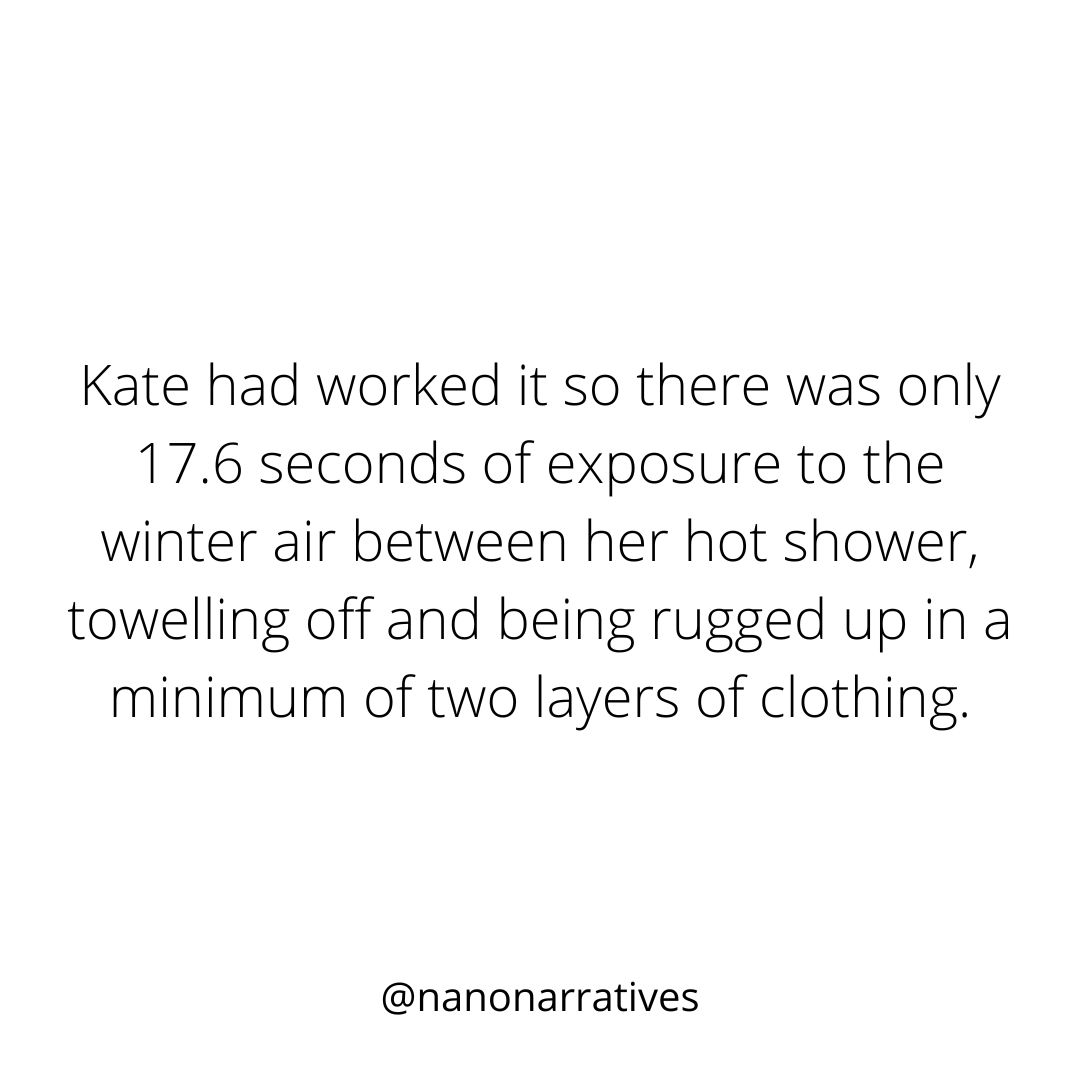 Kate had worked it so there was only
17.6 seconds of exposure to the
winter air between her hot shower,
towelling off and being rugged up in a
minimum of two layers of clothing.
@nanonarratives